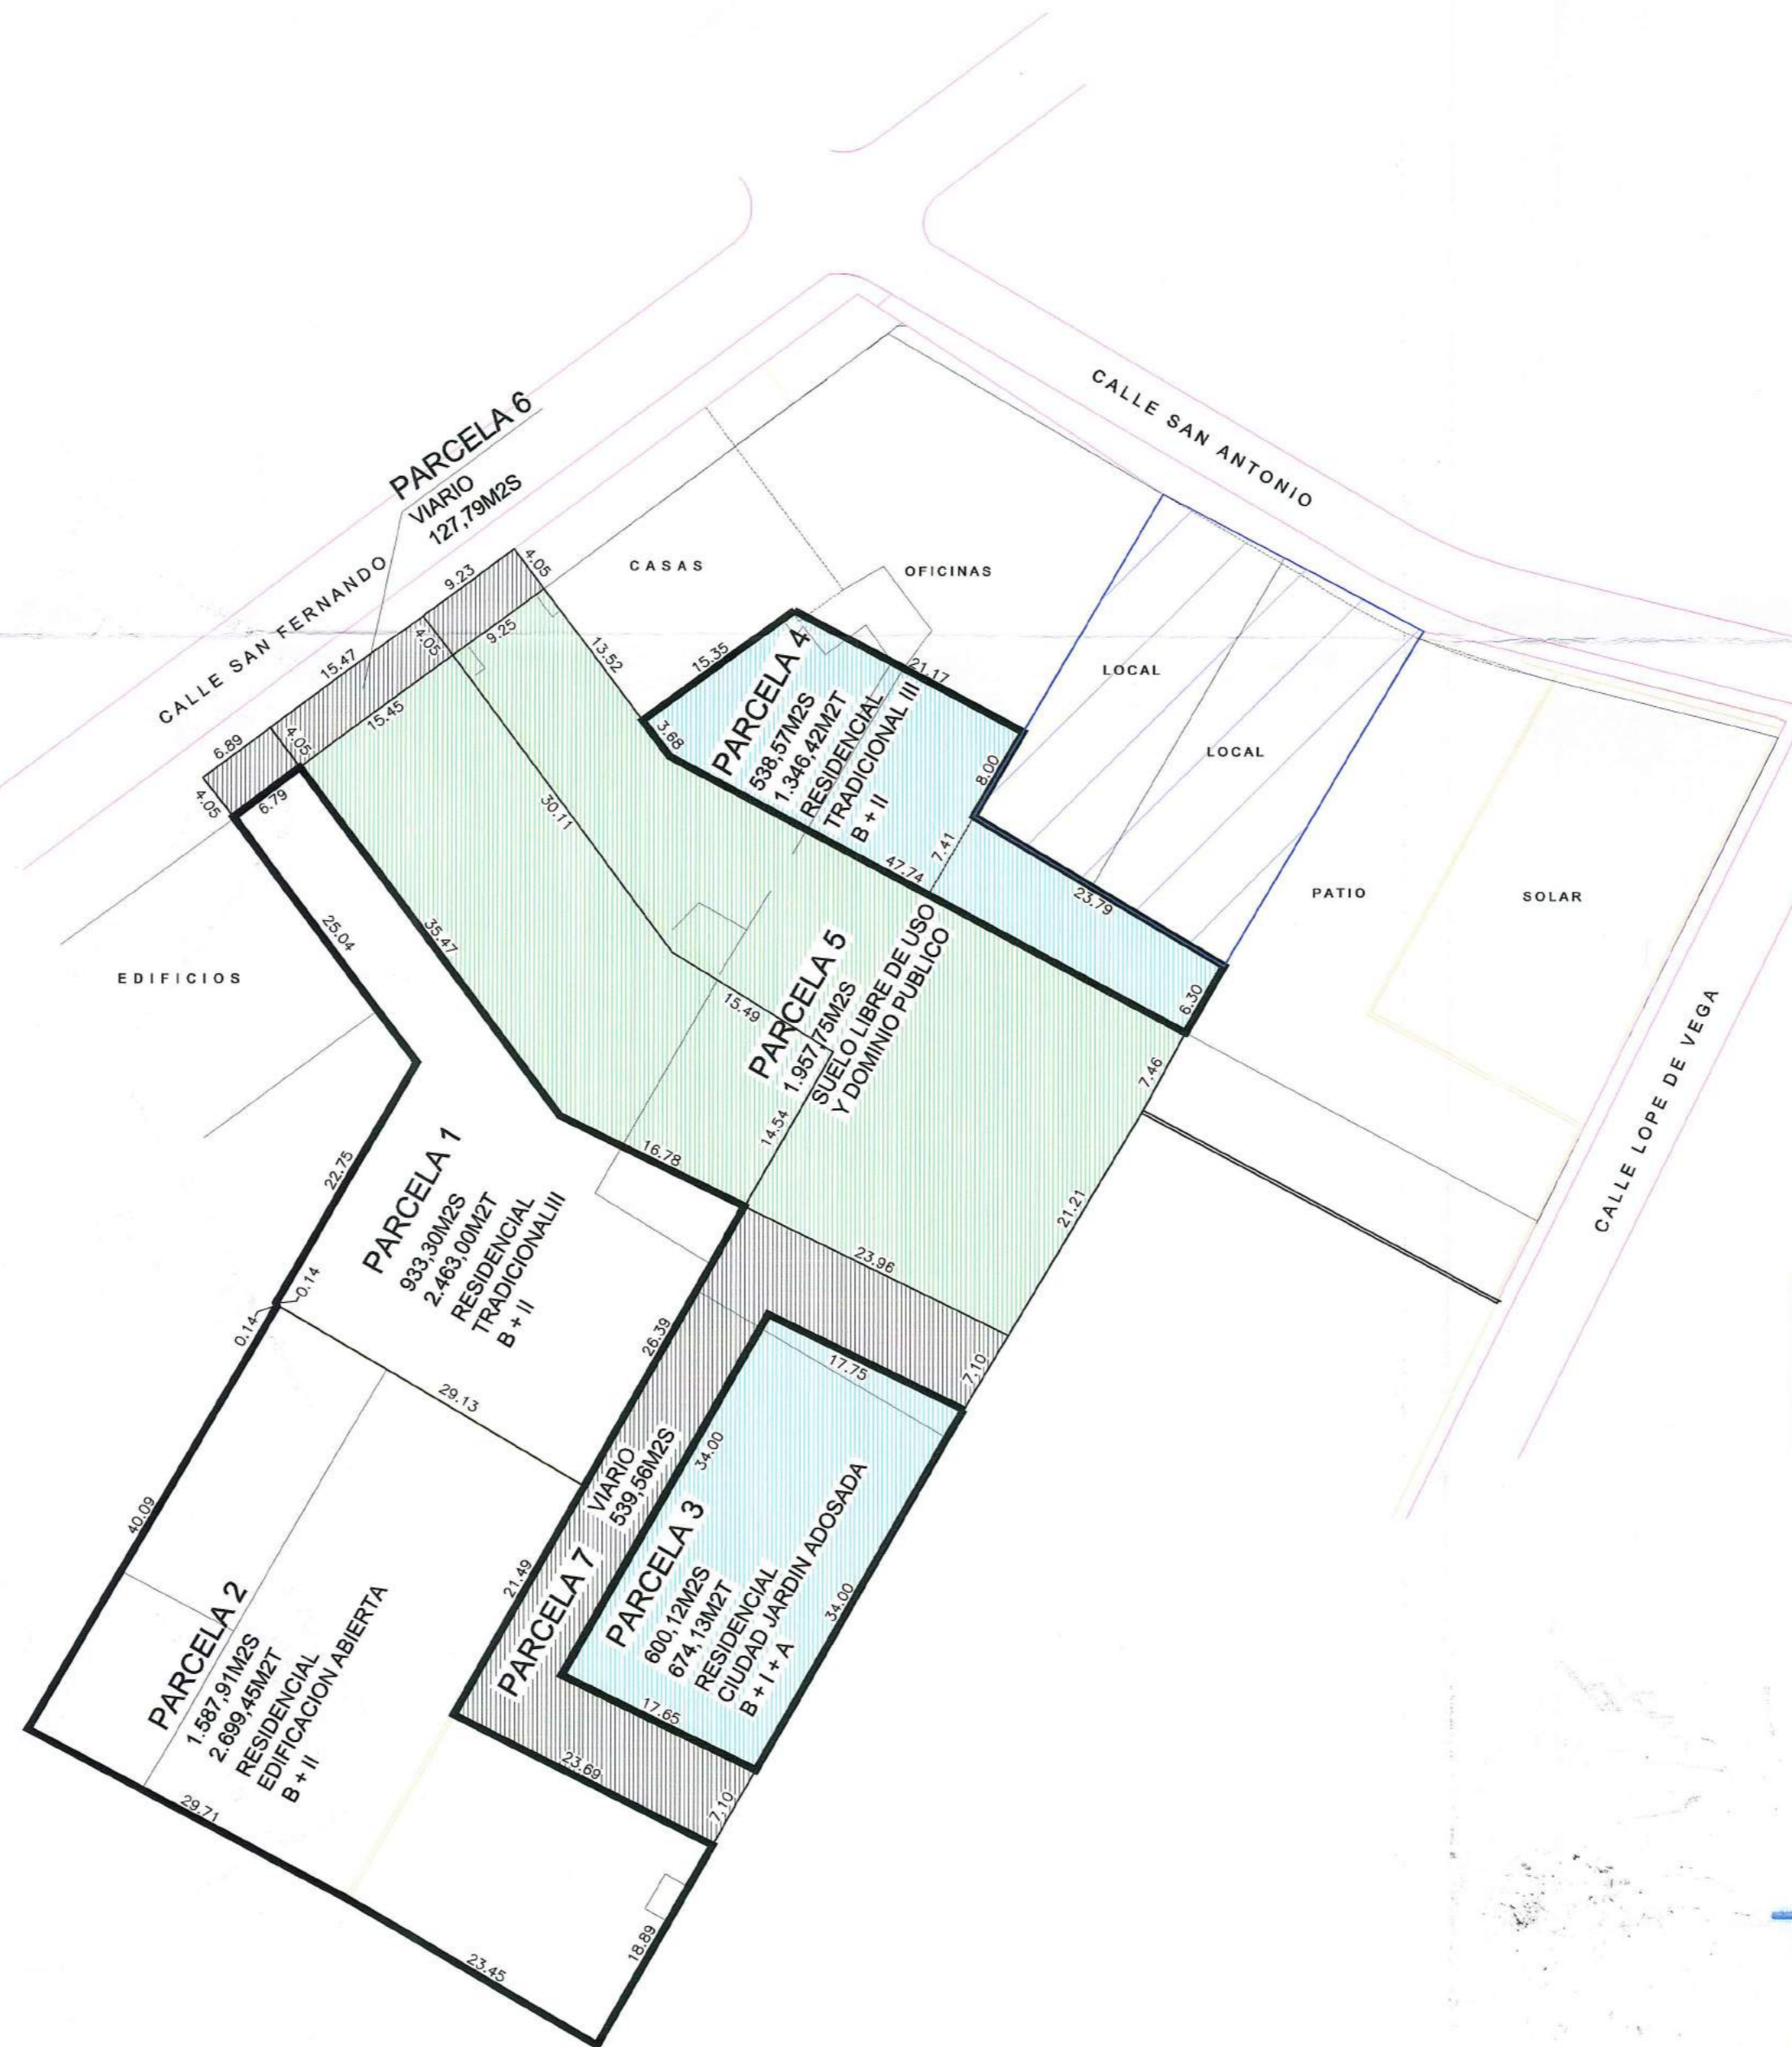 CALLE SAN ANTONIO
PARCELA 6
VIARIO
127,79M2S
CALLE SAN FERNANDO
CASAS
OFICINAS
LOCAL
LOCAL
PATIO
SOLAR
CALLE LOPE DE VEGA
EDIFICIOS
4.05
9.23
4.05
9.25
15.47
15.45
4.05
6.89
4.05
6.79
13.52
15.35
3.68
21.17
8.00
7.41
47.74
23.79
6.30
PARCELA 4
538,57M2S
1.346,42M2T
RESIDENCIAL
TRADICIONAL III
B + II
30.11
35.47
25.04
15.49
14.54
16.78
7.46
21.21
23.96
PARCELA 5
1.957,75M2S
SUELO LIBRE DE USO
Y DOMINIO PUBLICO
22.75
0.14
0.14
26.39
29.13
PARCELA 1
933,30M2S
2.463,00M2T
RESIDENCIAL
TRADICIONALIII
B + II
17.75
7.10
34.00
34.00
17.65
PARCELA 3
600,12M2S
674,13M2T
RESIDENCIAL
CIUDAD JARDIN ADOSADA
B + I + A
PARCELA 7
VIARIO
539,56M2S
21.49
23.69
7.10
40.09
29.71
23.45
18.89
PARCELA 2
1.587,91M2S
2.699,45M2T
RESIDENCIAL
EDIFICACION ABIERTA
B + II